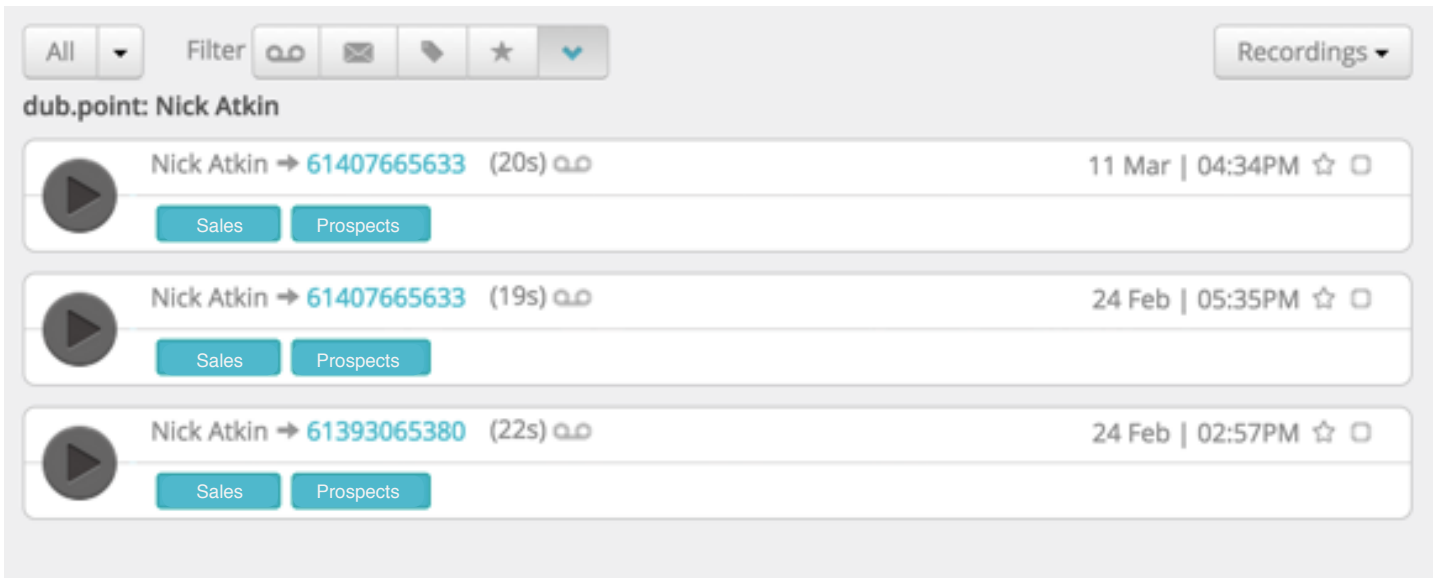 All Filter Recordings
dub.point: Nick Atkin
Nick Atkin → 61407665633 (20s) 11 Mar | 04:34PM
Sales Prospects
Nick Atkin → 61407665633 (19s) 24 Feb | 05:35PM
Sales Prospects
Nick Atkin → 61393065380 (22s) 24 Feb | 02:57PM
Sales Prospects